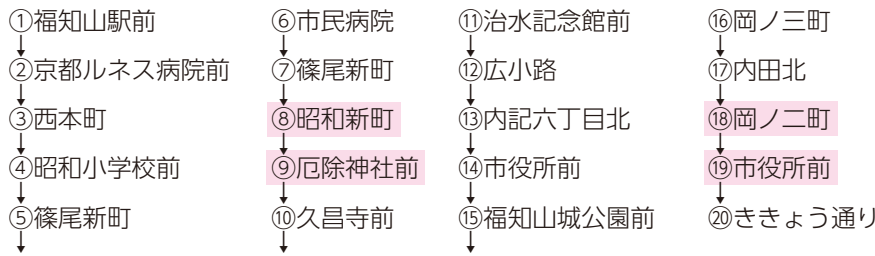 ①福知山駅前
②京都ルネス病院前
③西本町
④昭和小学校前
⑤篠尾新町
⑥市民病院
⑦篠尾新町
⑧昭和新町
⑨厄除神社前
⑩久昌寺前
⑪治水記念館前
⑫広小路
⑬内記六丁目北
⑭市役所前
⑮福知山城公園前
⑯岡ノ三町
⑰内田北
⑱岡ノ二町
⑲市役所前
⑳ききょう通り